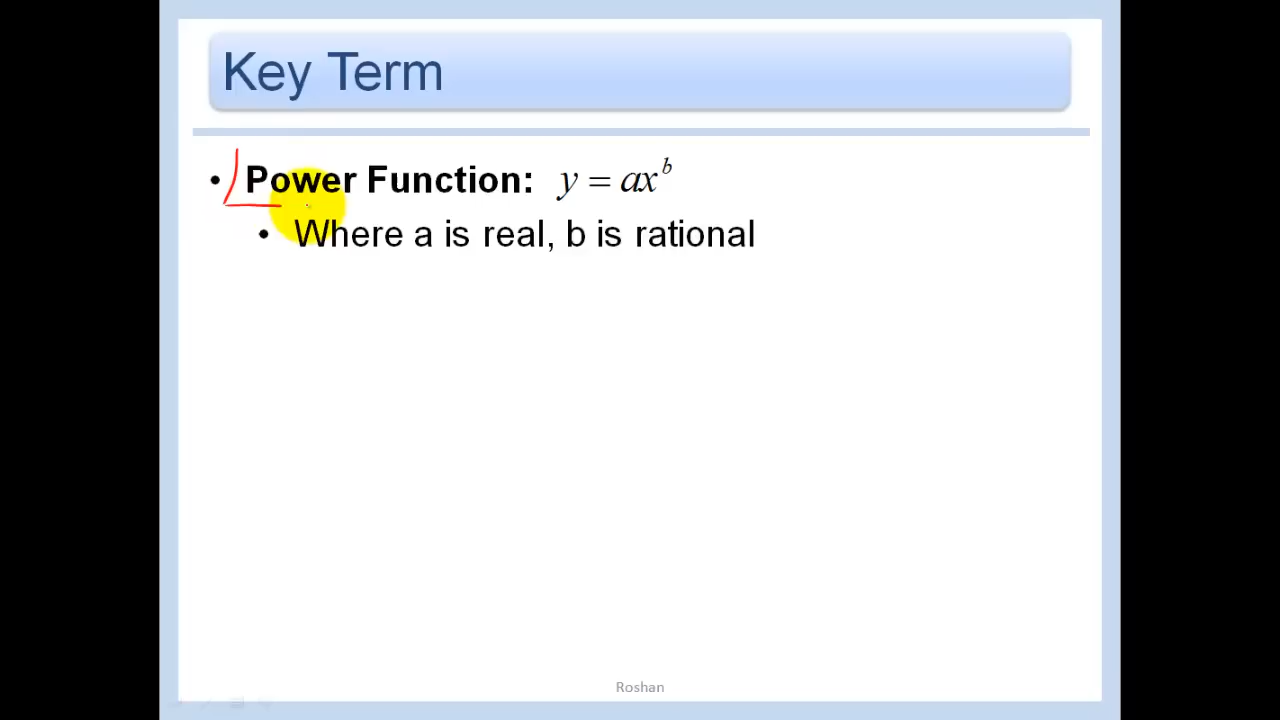 Key Term
• Power Function: y = ax^b
• Where a is real, b is rational
Roshan